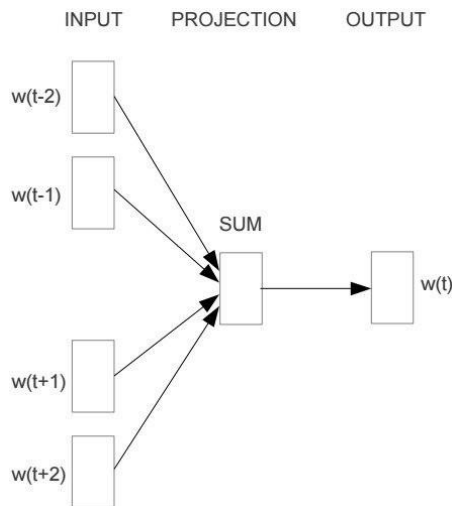 INPUT PROJECTION OUTPUT
w(t-2)
w(t-1)
SUM
w(t)
w(t+1)
w(t+2)